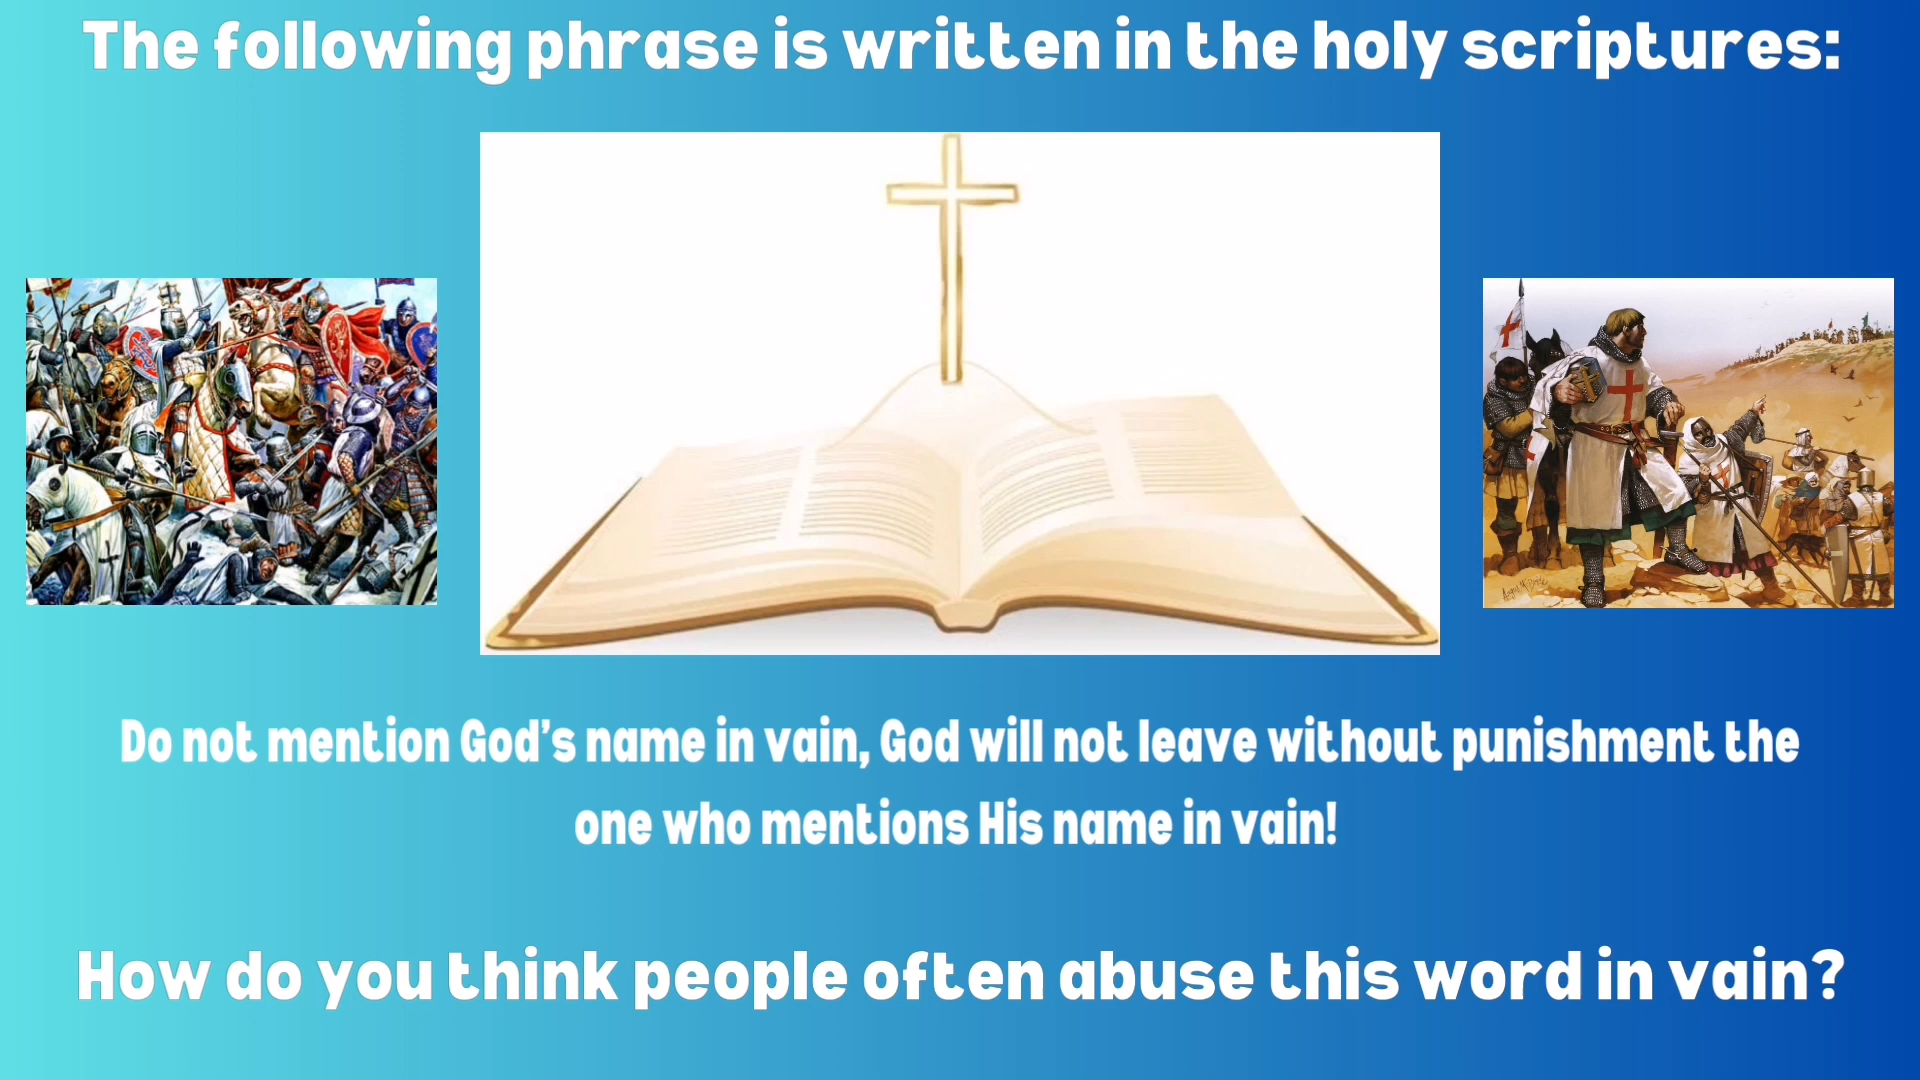 The following phrase is written in the holy scriptures:
Do not mention God's name in vain, God will not leave without punishment the
one who mentions His name in vain!
How do you think people often abuse this word in vain?